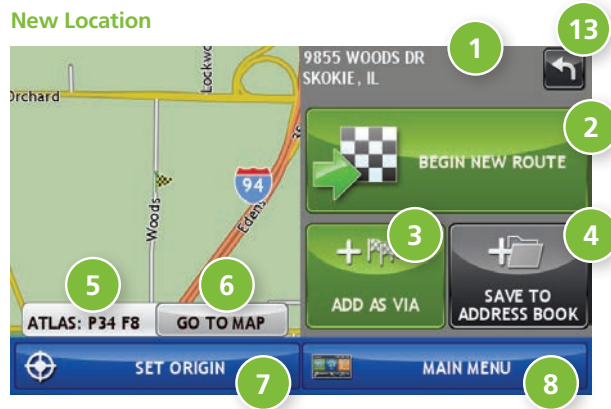 New Location
13
1
9855 WOODS DR
SKOKIE, IL
Lockwo
Orchard
2
BEGIN NEW ROUTE
94
Woods
Edens
3
4
ADD AS VIA
SAVE TO
ADDRESS BOOK
5
6
ATLAS: P34 F8
GO TO MAP
SET ORIGIN
7
MAIN MENU
8